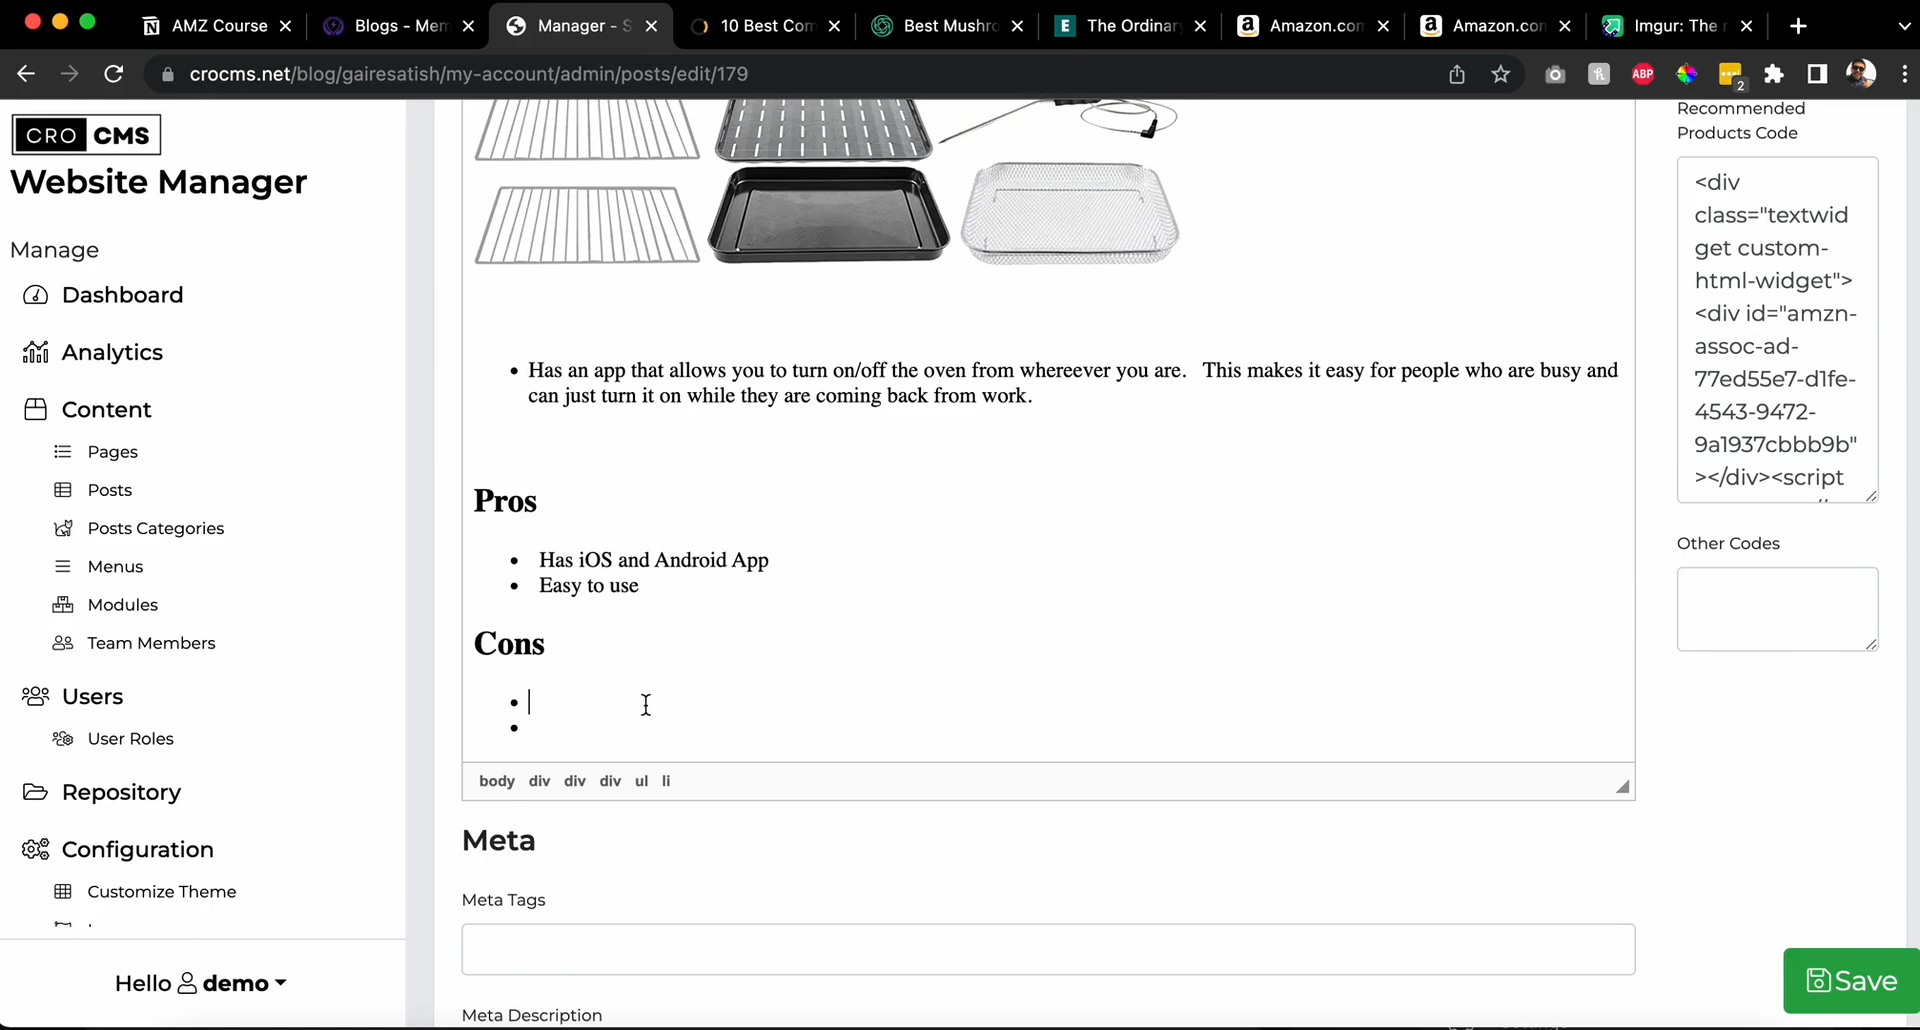 AMZ Course
Blogs - Mem
Manager - S
10 Best Com
Best Mushro
The Ordinary
Amazon.com
Amazon.com
Imgur: The r
crocms.net/blog/gairesatish/my-account/admin/posts/edit/179
ABP
2
CRO CMS
Website Manager
Manage
Dashboard
Analytics
Content
Pages
Posts
Posts Categories
Menus
Modules
Team Members
Users
User Roles
Repository
Configuration
Customize Theme
Hello demo
• Has an app that allows you to turn on/off the oven from whereever you are. This makes it easy for people who are busy and
can just turn it on while they are coming back from work.
Pros
• Has iOS and Android App
• Easy to use
Cons
body div div div ul li
Meta
Meta Tags
Meta Description
Recommended
Products Code
<div
class="textwid
get custom-
html-widget">
<div id="amzn-
assoc-ad-
77ed55e7-d1fe-
4543-9472-
9a1937cbbb9b"
></div><script
Other Codes
Save